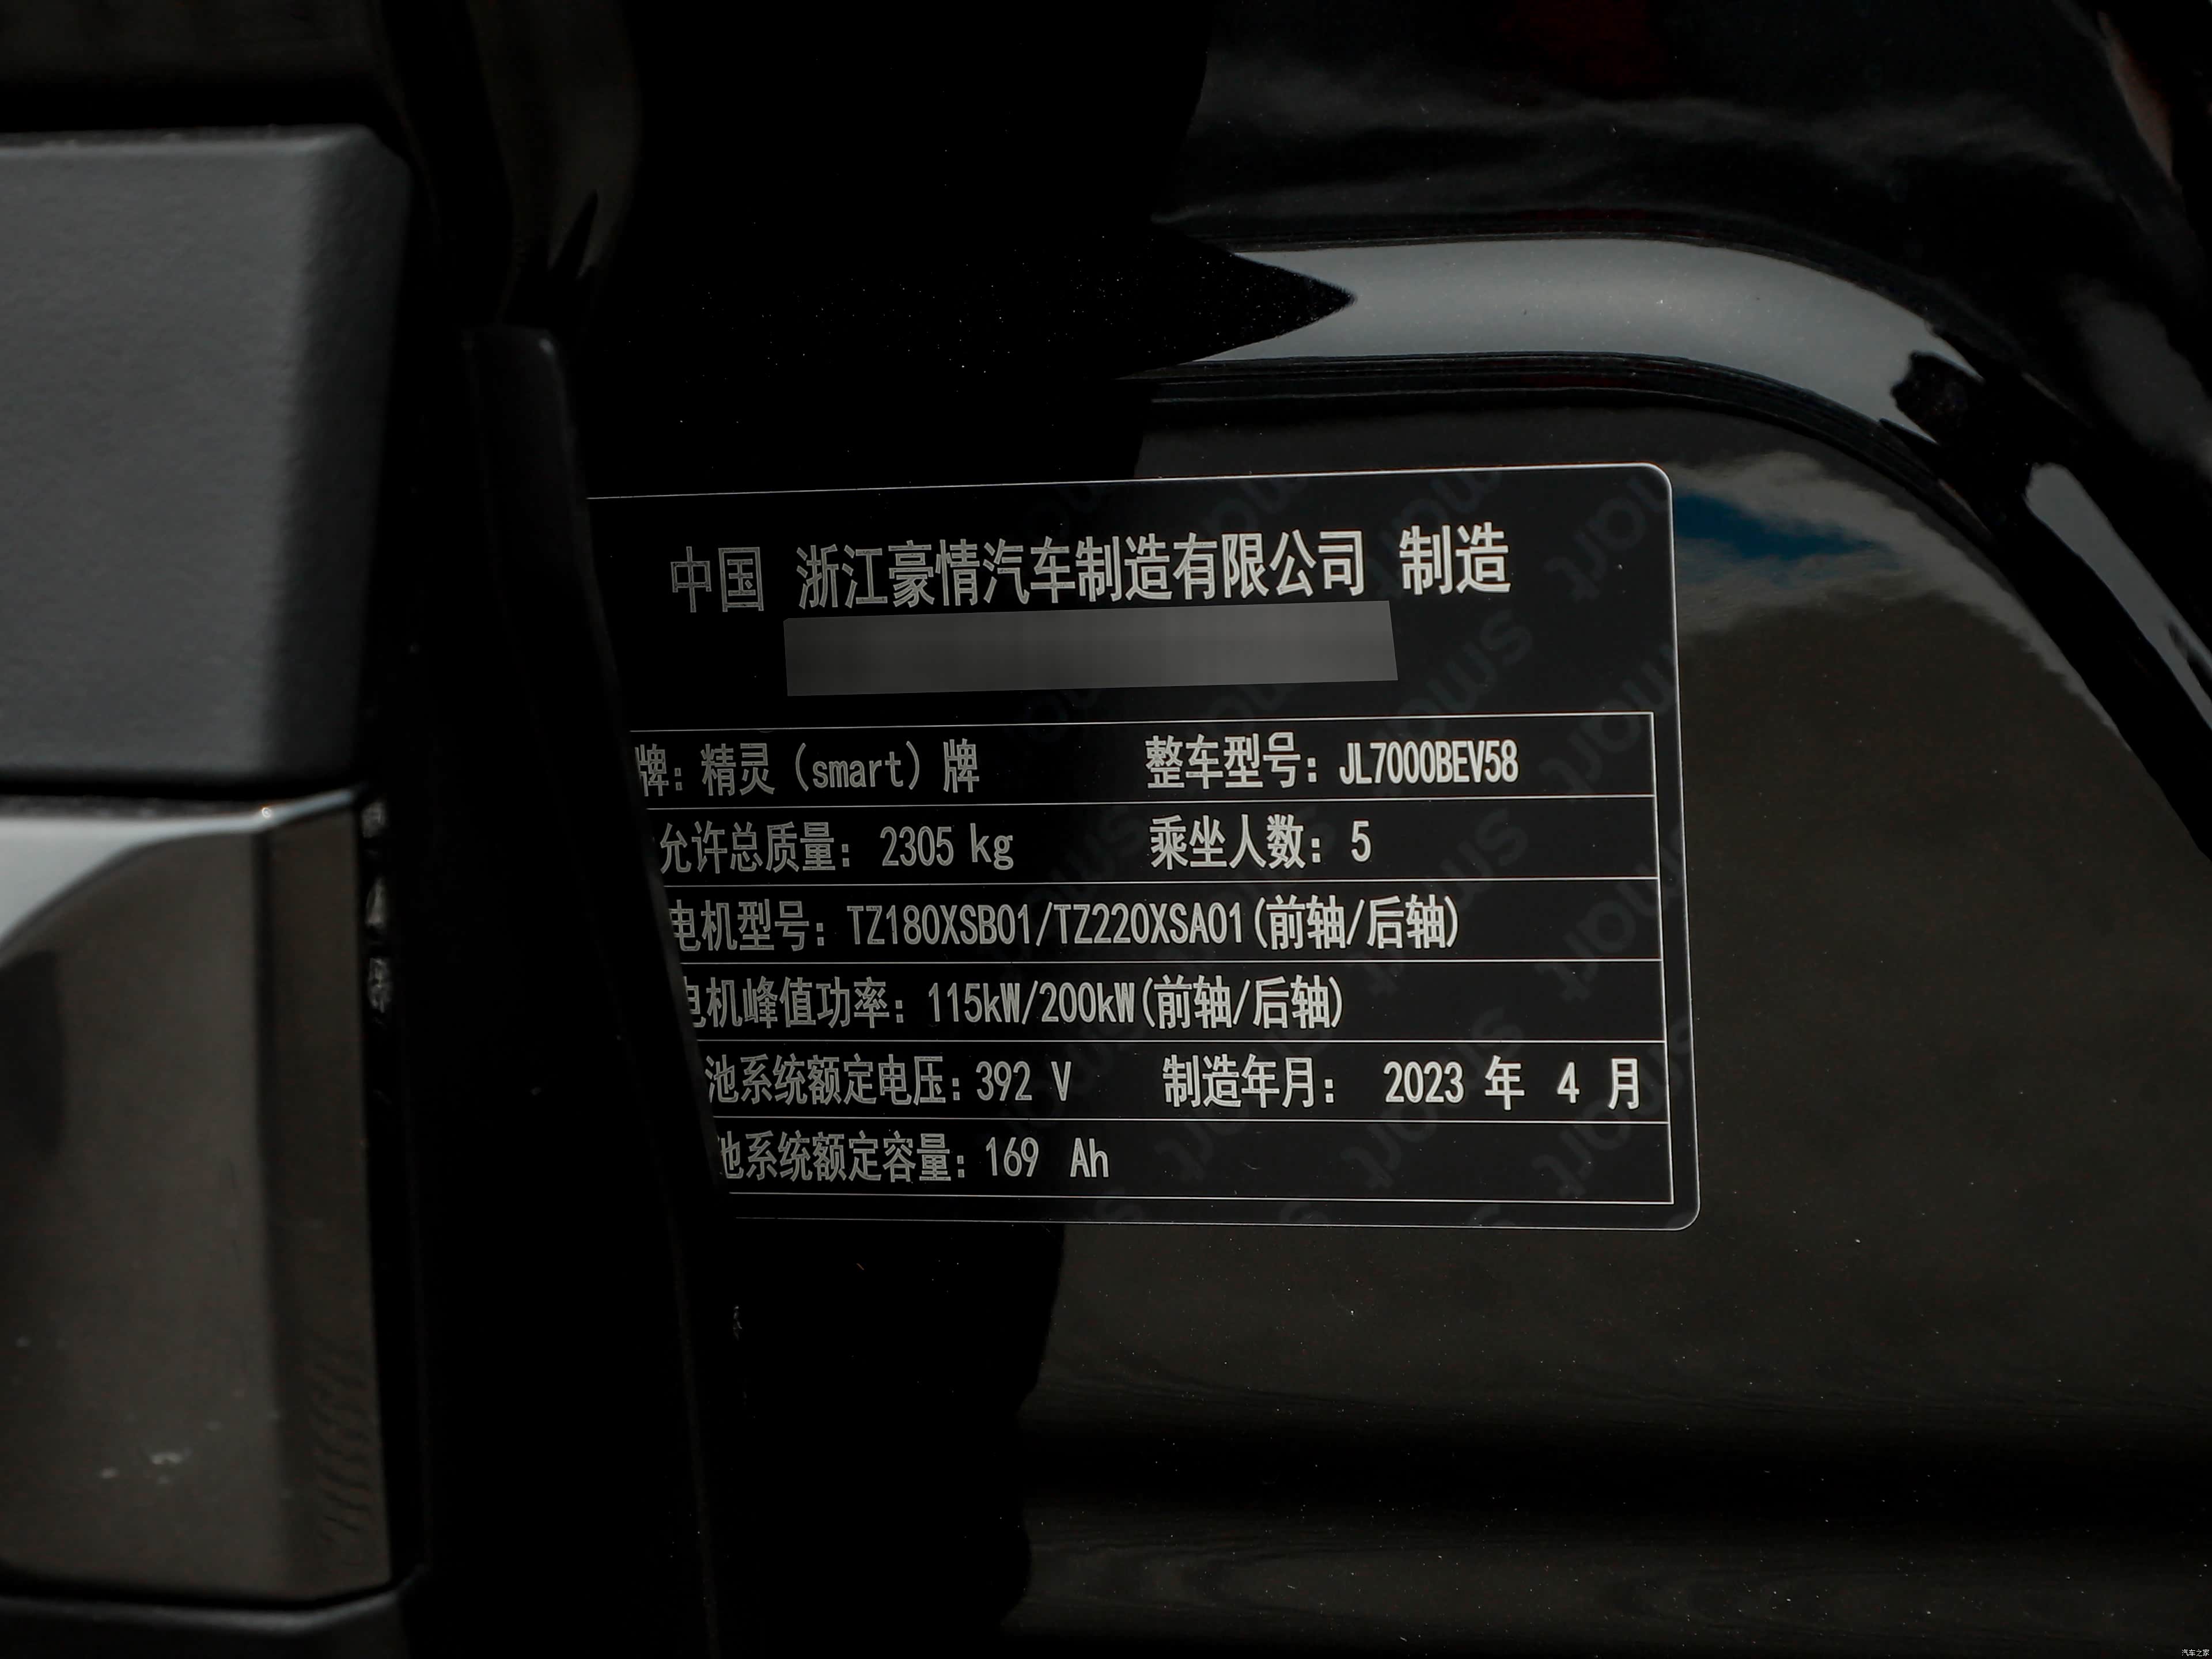 中国 浙江豪情汽车制造有限公司 制造
牌：精灵（smart）牌 整车型号：JL7000BEV58
允许总质量：2305 kg 乘坐人数：5
电机型号：TZ180XSB01/TZ220XSA01(前轴/后轴)
电机峰值功率：115kW/200kW(前轴/后轴)
池系统额定电压：392 V 制造年月： 2023 年 4 月
池系统额定容量：169 Ah
汽车之家